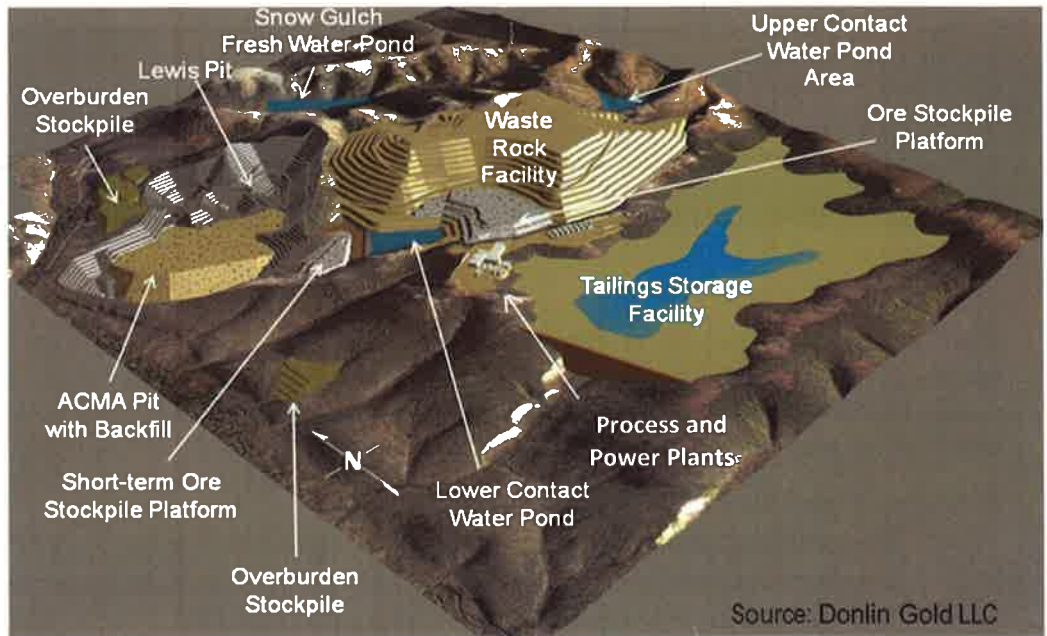 Snow Gulch
Fresh Water Pond
Lewis Pit
Overburden
Stockpile
Upper Contact
Water Pond
Area
Ore Stockpile
Platform
Waste
Rock
Facility
Tailings Storage
Facility
ACMA Pit
with Backfill
Short-term Ore
Stockpile Platform
N
Process and
Power Plants
Lower Contact
Water Pond
Overburden
Stockpile
Source: Donlin Gold LLC